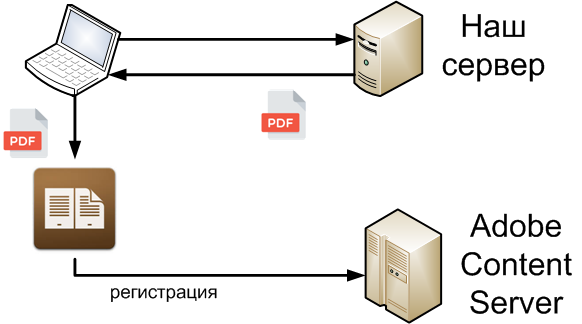 Наш
сервер
PDF
PDF
Adobe
Content
Server
регистрация